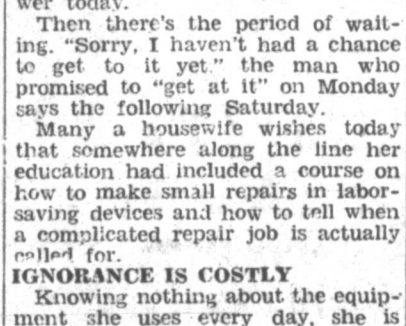 wer today.
Then there's the period of wait-
ing. "Sorry, I haven't had a chance
to get to it yet." the man who
promised to "get at it" on Monday
says the following Saturday.
Many a housewife wishes today
that somewhere along the line her
education had included a course on
how to make small repairs in labor-
saving devices and how to tell when
a complicated repair job is actually
called for.
IGNORANCE IS COSTLY
Knowing nothing about the equip-
ment she uses every day, she is